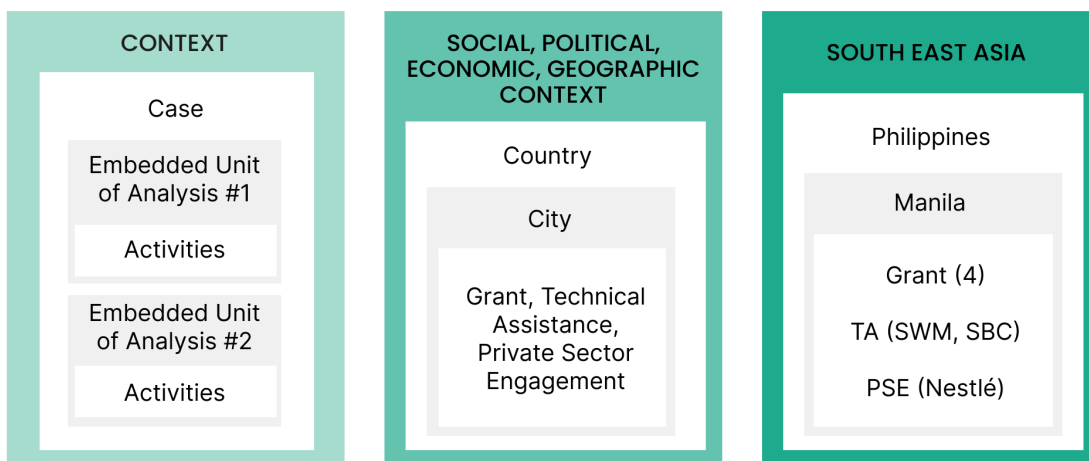 CONTEXT
Case
Embedded Unit
of Analysis #1
Activities
Embedded Unit
of Analysis #2
Activities
SOCIAL, POLITICAL,
ECONOMIC, GEOGRAPHIC
CONTEXT
Country
City
Grant, Technical
Assistance,
Private Sector
Engagement
SOUTH EAST ASIA
Philippines
Manila
Grant (4)
TA (SWM, SBC)
PSE (Nestlé)